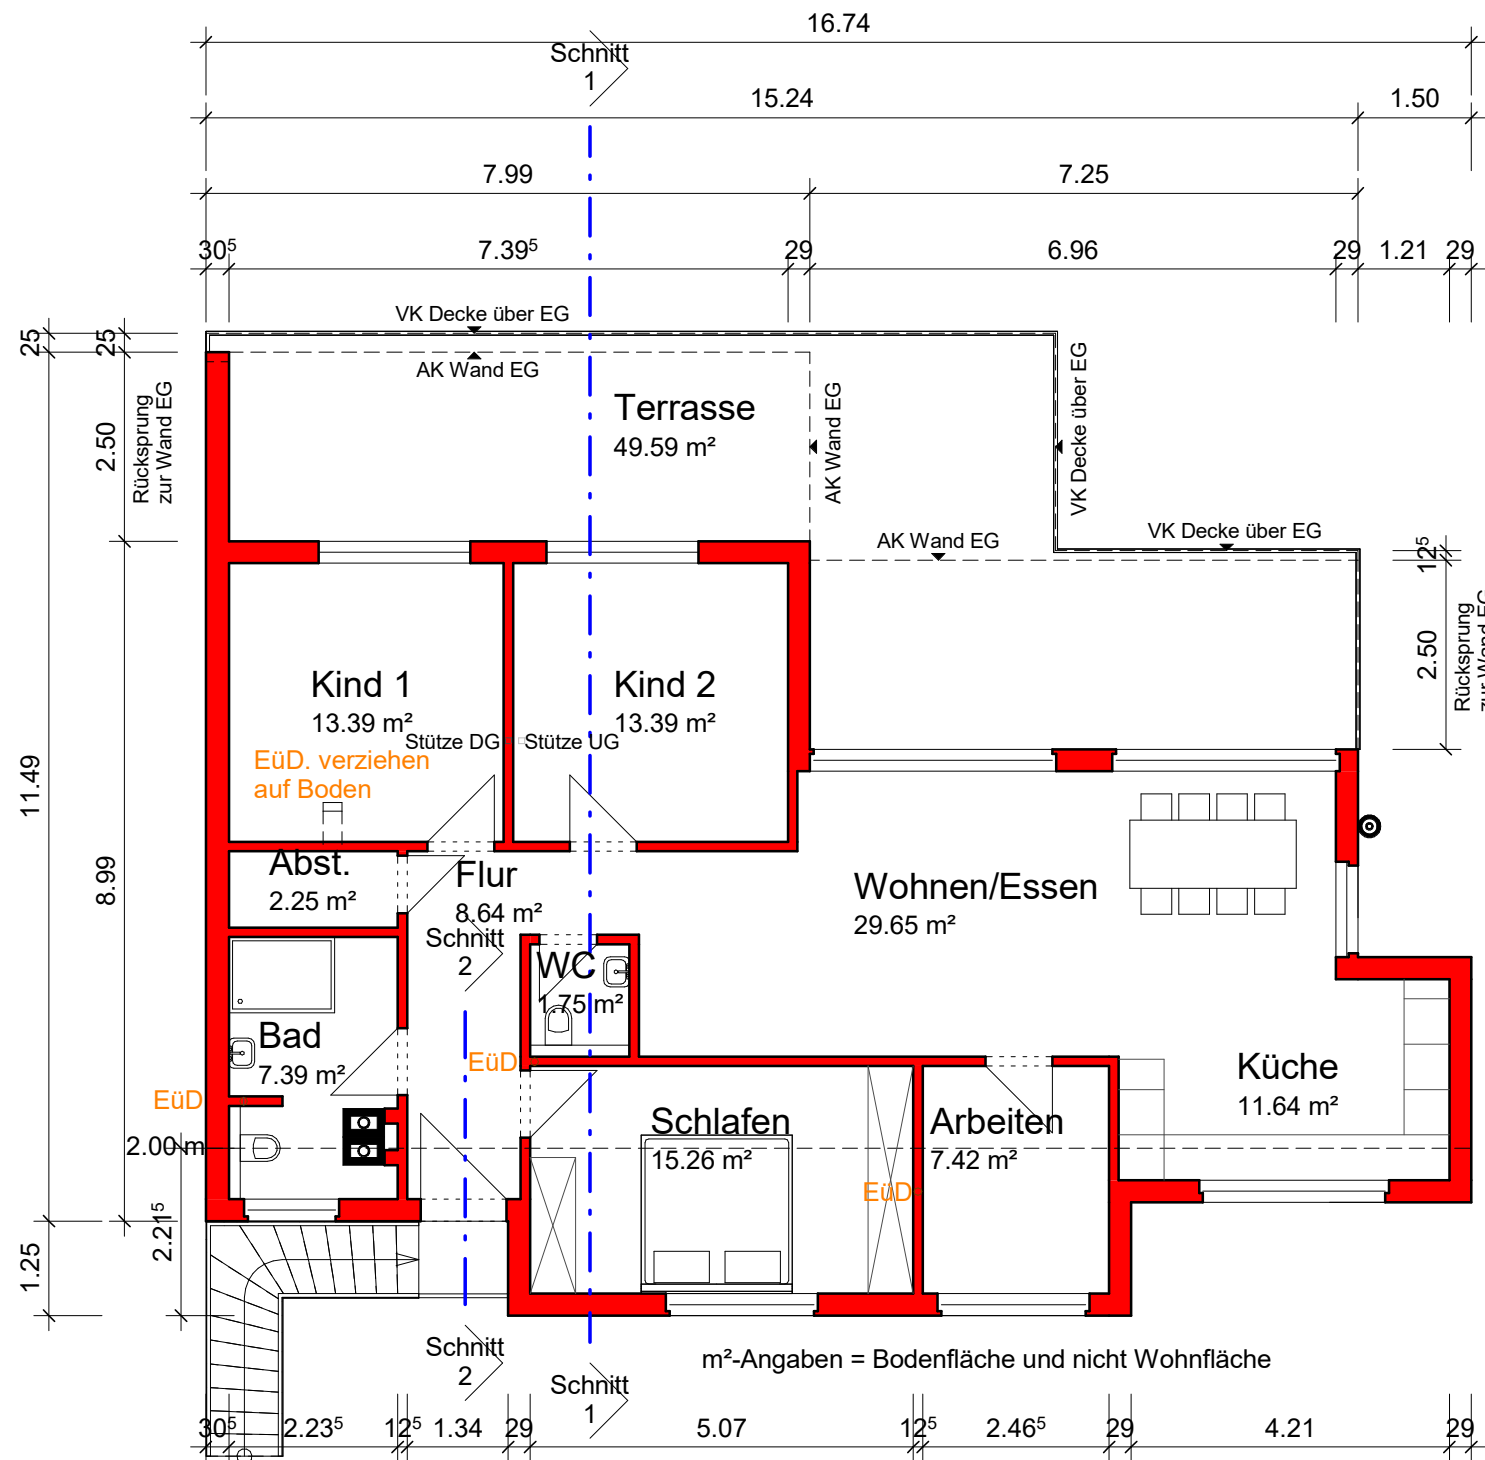 16.74
Schnitt
1
15.24
1.50
7.99
7.25
30⁵
7.39⁵
29
6.96
29
1.21
29
VK Decke über EG
25
25
AK Wand EG
Terrasse
49.59 m²
2.50
Rücksprung
zur Wand EG
AK Wand EG
VK Decke über EG
AK Wand EG
VK Decke über EG
12⁵
2.50
Rücksprung
zur Wand EG
Kind 1
13.39 m²
Kind 2
13.39 m²
Stütze DG
Stütze UG
EüD. verziehen
auf Boden
11.49
8.99
Abst.
2.25 m²
Flur
8.64 m²
Schnitt
2
WC
1.75 m²
Wohnen/Essen
29.65 m²
Bad
7.39 m²
EüD
EüD
Küche
11.64 m²
Schlafen
15.26 m²
Arbeiten
7.42 m²
EüD
2.00 m
2.21⁵
1.25
Schnitt
2
Schnitt
1
m²-Angaben = Bodenfläche und nicht Wohnfläche
30⁵
2.23⁵
12⁵
1.34
29
5.07
12⁵
2.46⁵
29
4.21
29